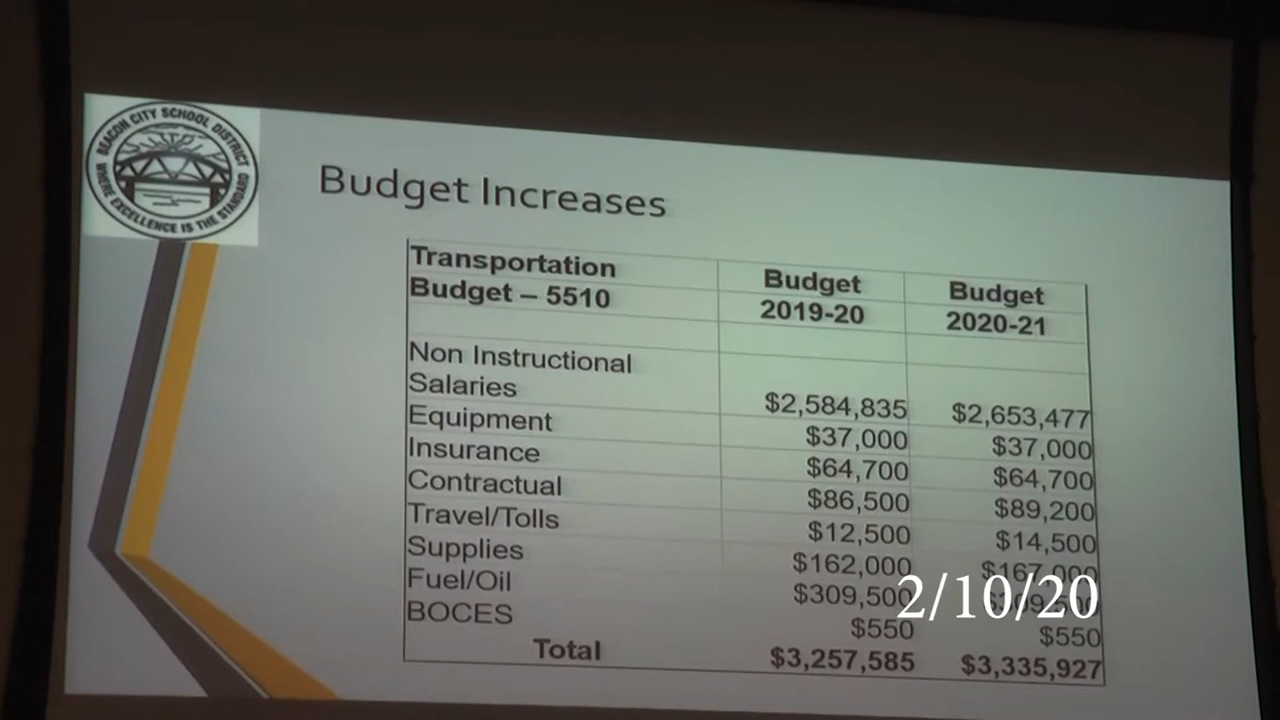 BEACON CITY SCHOOL DISTRICT
WHERE EXCELLENCE IS THE STANDARD
Budget Increases
Transportation Budget Budget
Budget – 5510 2019-20 2020-21
Non Instructional
Salaries $2,584,835 $2,653,477
Equipment $37,000 $37,000
Insurance $64,700 $64,700
Contractual $86,500 $89,200
Travel/Tolls $12,500 $14,500
Supplies $162,000 $167,000
Fuel/Oil $309,500
BOCES $550 $550
Total $3,257,585 $3,335,927
2/10/20